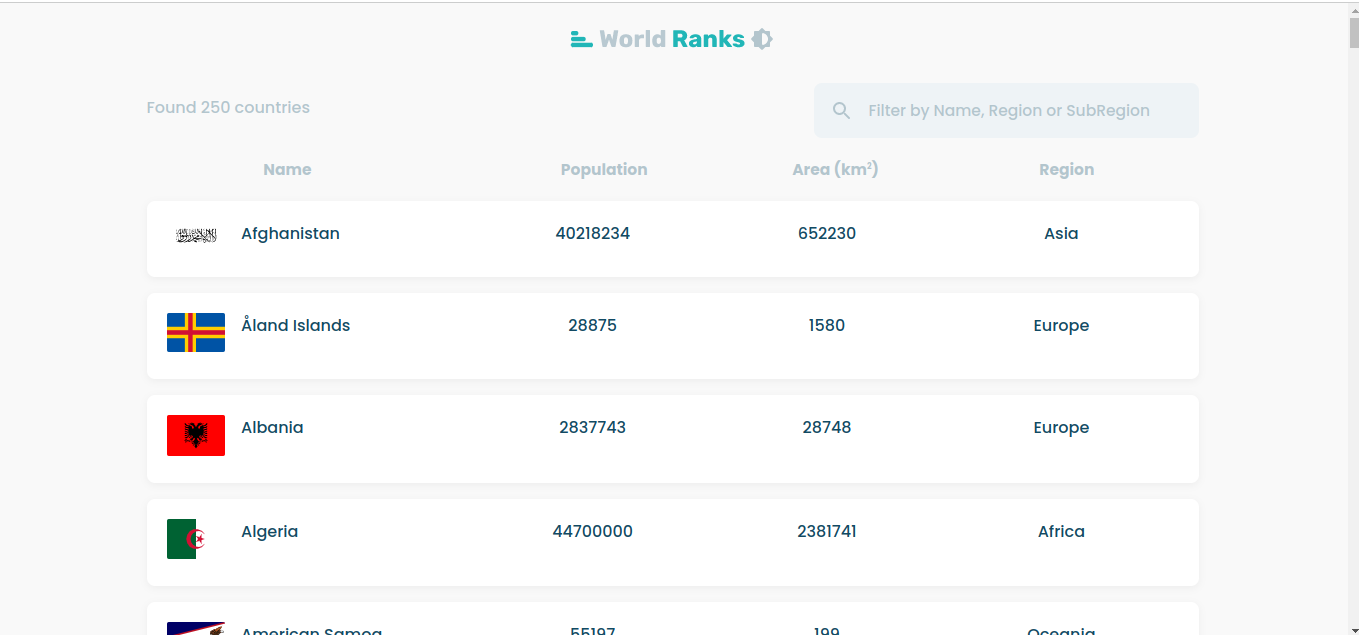 World Ranks
Found 250 countries
Filter by Name, Region or SubRegion
Name Population Area (km²) Region
Afghanistan 40218234 652230 Asia
Åland Islands 28875 1580 Europe
Albania 2837743 28748 Europe
Algeria 44700000 2381741 Africa
American Samoa 55197 199 Oceania